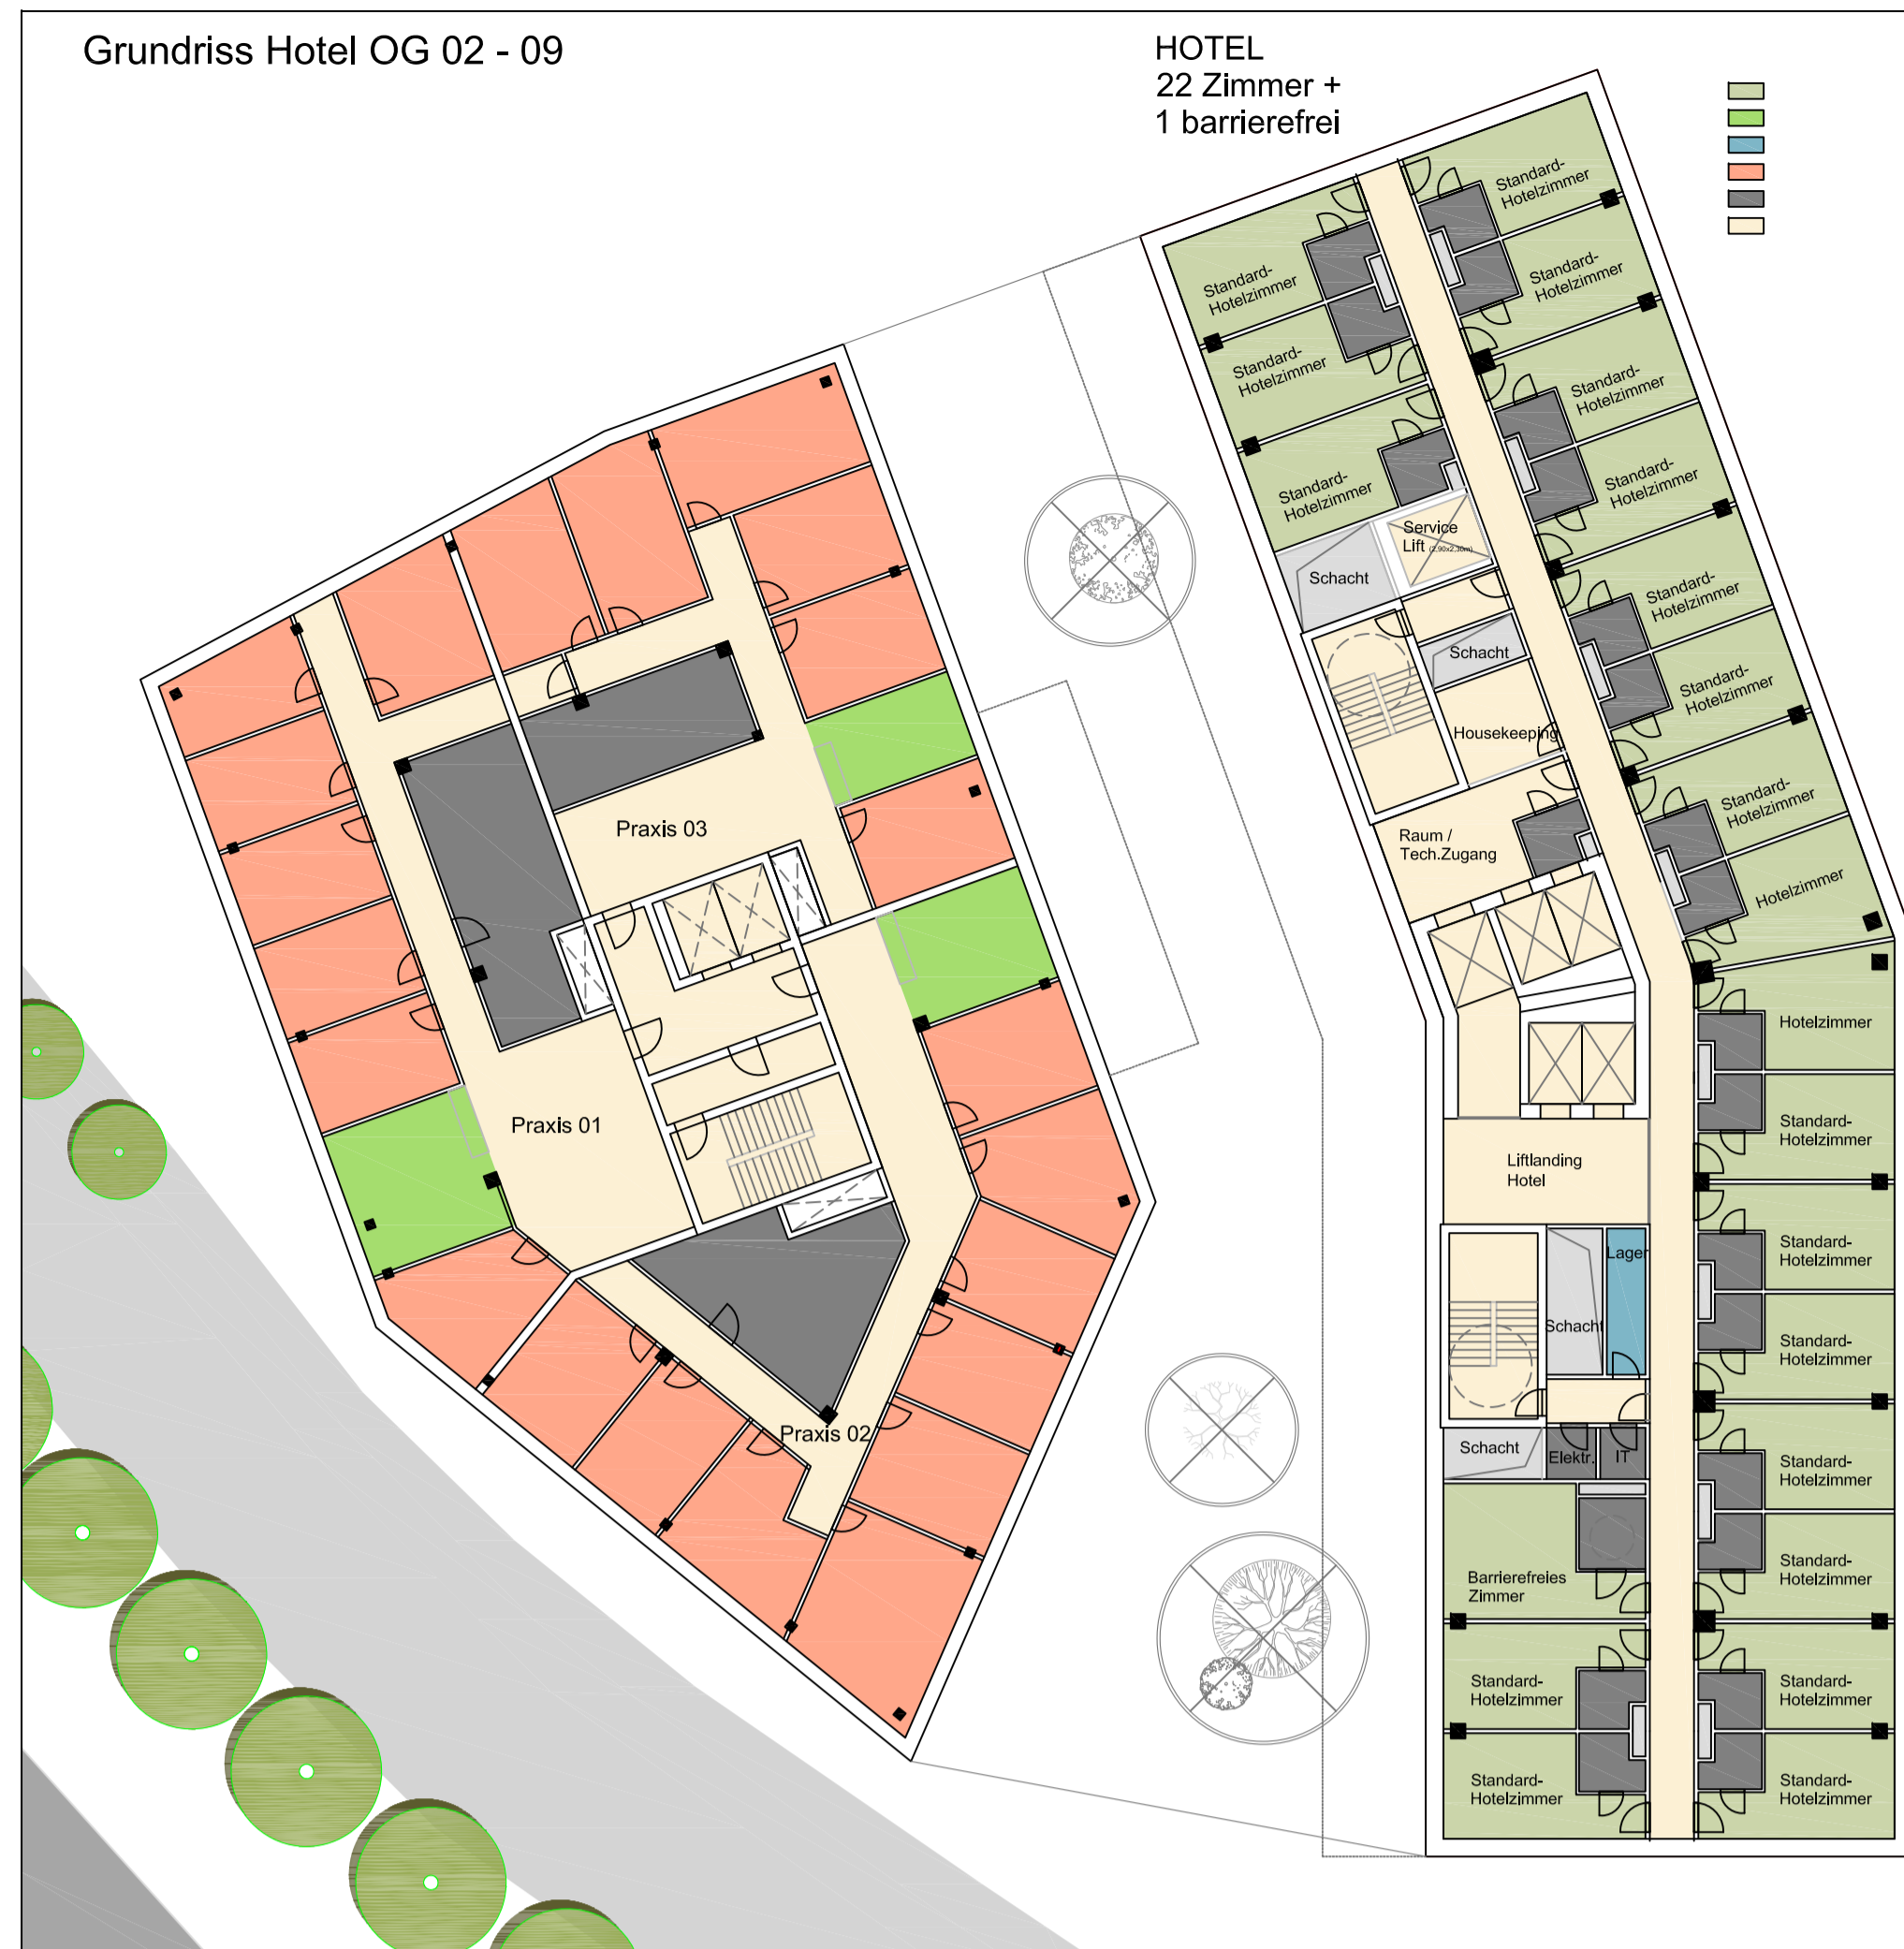 Grundriss Hotel OG 02 - 09
HOTEL
22 Zimmer +
1 barrierefrei
Standard-
Hotelzimmer
Standard-
Hotelzimmer
Standard-
Hotelzimmer
Standard-
Hotelzimmer
Standard-
Hotelzimmer
Standard-
Hotelzimmer
Standard-
Hotelzimmer
Service
Lift (2,90x2,30m)
Schacht
Standard-
Hotelzimmer
Standard-
Hotelzimmer
Schacht
Housekeeping
Standard-
Hotelzimmer
Praxis 03
Raum /
Tech.Zugang
Hotelzimmer
Hotelzimmer
Praxis 01
Standard-
Hotelzimmer
Liftlanding
Hotel
Standard-
Hotelzimmer
Lager
Schacht
Standard-
Hotelzimmer
Praxis 02
Schacht
Elektr.
IT
Standard-
Hotelzimmer
Barrierefreies
Zimmer
Standard-
Hotelzimmer
Standard-
Hotelzimmer
Standard-
Hotelzimmer
Standard-
Hotelzimmer
Standard-
Hotelzimmer